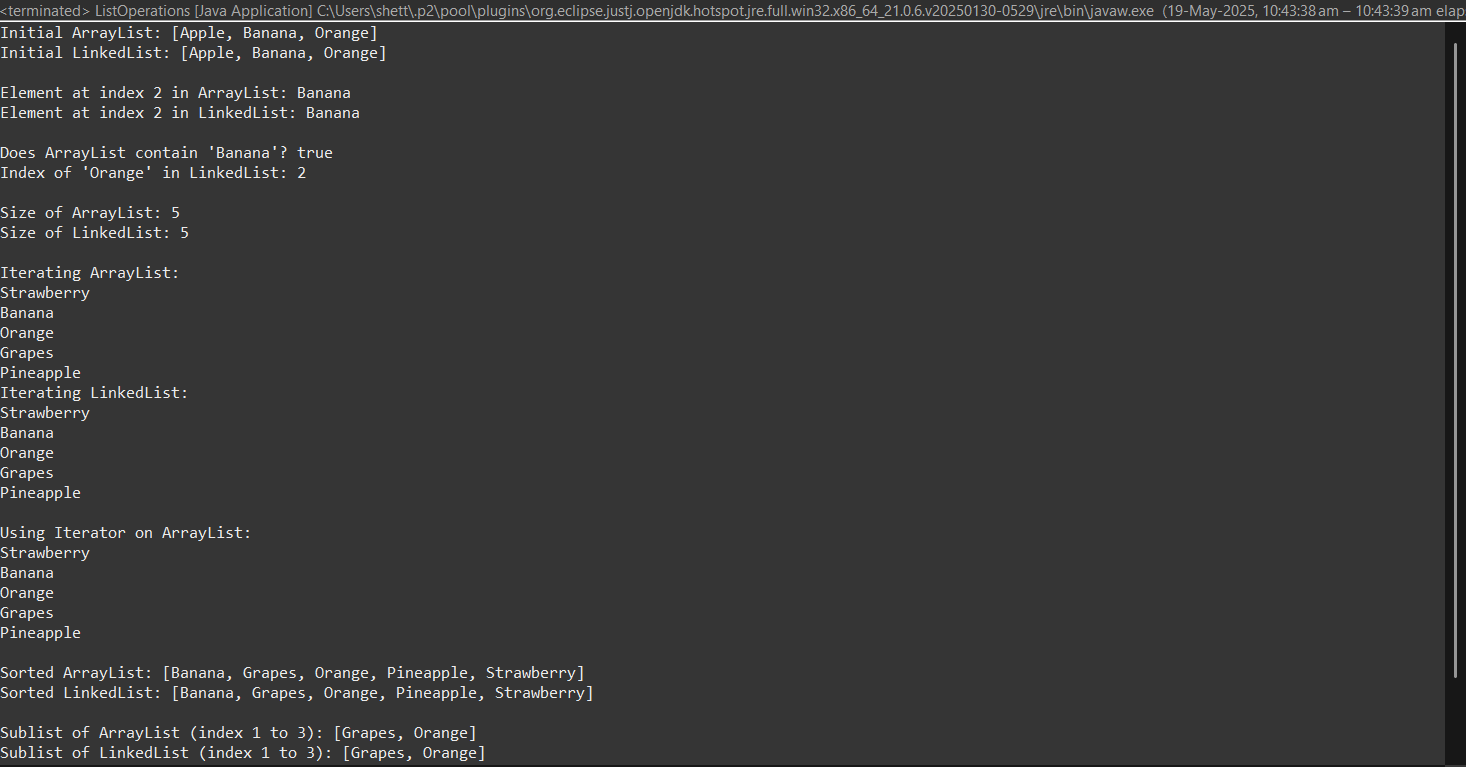 <terminated> ListOperations [Java Application] C:\Users\shett\.p2\pool\plugins\org.eclipse.justj.openjdk.hotspot.jre.full.win32.x86_64_21.0.6.v20250130-0529\jre\bin\javaw.exe (19-May-2025, 10:43:38 am – 10:43:39 am elap
Initial ArrayList: [Apple, Banana, Orange]
Initial LinkedList: [Apple, Banana, Orange]
Element at index 2 in ArrayList: Banana
Element at index 2 in LinkedList: Banana
Does ArrayList contain 'Banana'? true
Index of 'Orange' in LinkedList: 2
Size of ArrayList: 5
Size of LinkedList: 5
Iterating ArrayList:
Strawberry
Banana
Orange
Grapes
Pineapple
Iterating LinkedList:
Strawberry
Banana
Orange
Grapes
Pineapple
Using Iterator on ArrayList:
Strawberry
Banana
Orange
Grapes
Pineapple
Sorted ArrayList: [Banana, Grapes, Orange, Pineapple, Strawberry]
Sorted LinkedList: [Banana, Grapes, Orange, Pineapple, Strawberry]
Sublist of ArrayList (index 1 to 3): [Grapes, Orange]
Sublist of LinkedList (index 1 to 3): [Grapes, Orange]